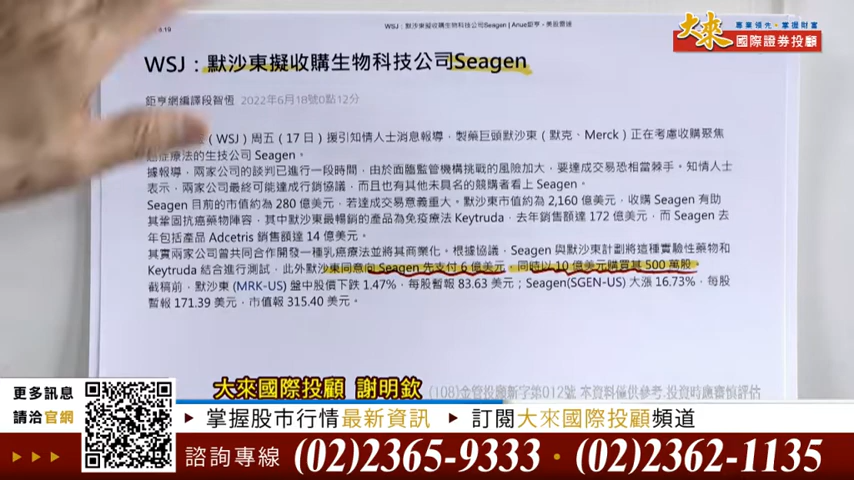 WSJ：默沙東擬收購生物科技公司Seagen | Anue鉅亨 - 美股雷達
大來
專業領先・掌握財富
國際證券投顧
WSJ：默沙東擬收購生物科技公司Seagen
鉅亨網編譯段智恆 2022年6月18號0點12分
(WSJ) 周五（17 日）援引知情人士消息報導，製藥巨頭默沙東（默克、Merck）正在考慮收購聚焦
症療法的生技公司 Seagen。
據報導，兩家公司的談判已進行一段時間，由於面臨監管機構挑戰的風險加大，要達成交易恐相當棘手。知情人士
表示，兩家公司最終可能達成行銷協議，而且也有其他未具名的競購者看上 Seagen。
Seagen 目前的市值約為 280 億美元，若達成交易意義重大。默沙東市值約為 2,160 億美元，收購 Seagen 有助
其鞏固抗癌藥物陣容，其中默沙東最暢銷的產品為免疫療法 Keytruda，去年銷售額達 172 億美元，而 Seagen 去
年包括產品 Adcetris 銷售額達 14 億美元。
其實兩家公司曾共同合作開發一種乳癌療法並將其商業化。根據協議，Seagen 與默沙東計劃將這種實驗性藥物和
Keytruda 結合進行測試，此外默沙東同意向 Seagen 先支付 6 億美元，同時以 10 億美元購買其 500 萬股。
截稿前，默沙東 (MRK-US) 盤中股價下跌 1.47%，每股暫報 83.63 美元；Seagen(SGEN-US) 大漲 16.73%，每股
暫報 171.39 美元，市值報 315.40 美元。
大來國際投顧 謝明欽
(108)金管投顧新字第012號 本資料僅供參考，投資時應審慎評估
更多訊息
請洽官網
掌握股市行情最新資訊 訂閱大來國際投顧頻道
諮詢專線 (02)2365-9333・(02)2362-1135